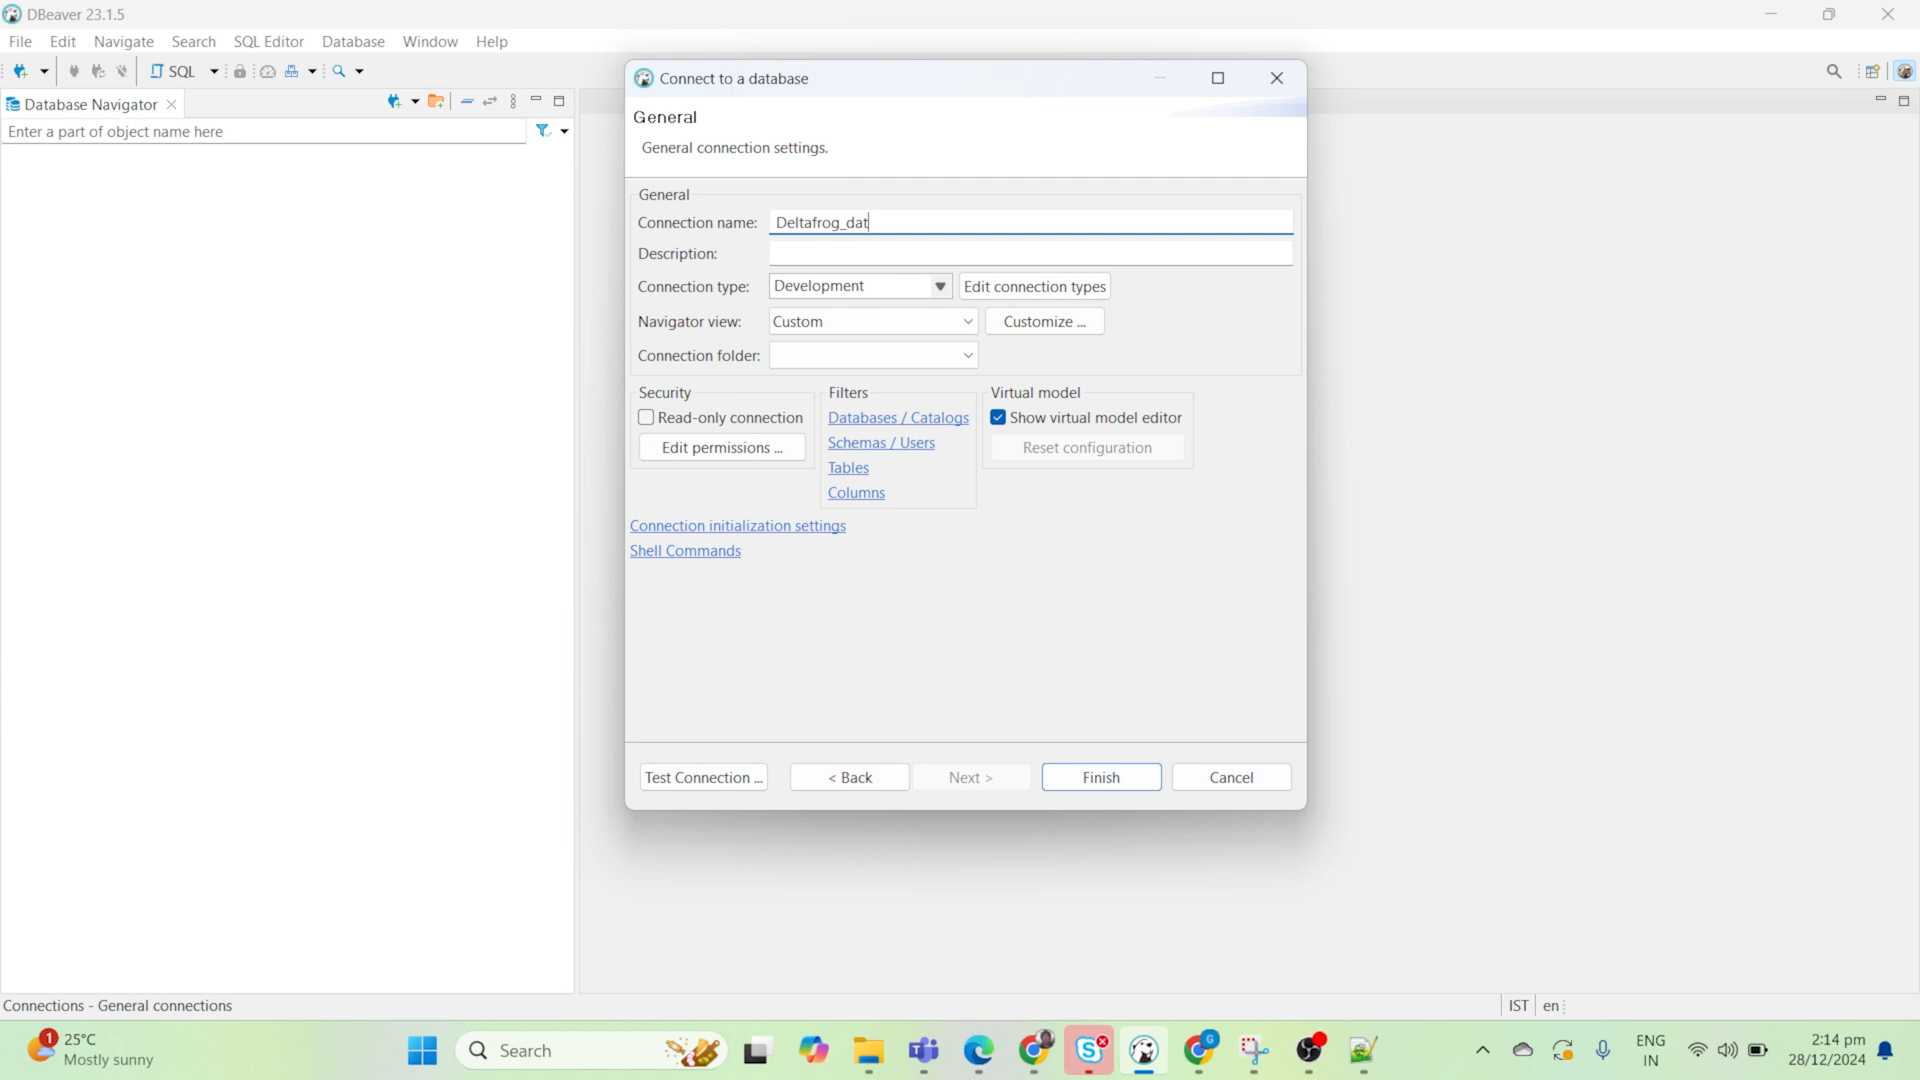 DBeaver 23.1.5
File Edit Navigate Search SQL Editor Database Window Help
SQL
Database Navigator
Enter a part of object name here
Connect to a database
General
General connection settings.
General
Connection name: Deltafrog_dat
Description:
Connection type: Development Edit connection types
Navigator view: Custom Customize ...
Connection folder:
Security Filters Virtual model
Read-only connection Databases / Catalogs Show virtual model editor
Edit permissions ... Schemas / Users Reset configuration
Tables
Columns
Connection initialization settings
Shell Commands
Test Connection ... < Back Next > Finish Cancel
Connections - General connections IST en
1 25°C
Mostly sunny
Search
G
ENG
IN
2:14 pm
28/12/2024